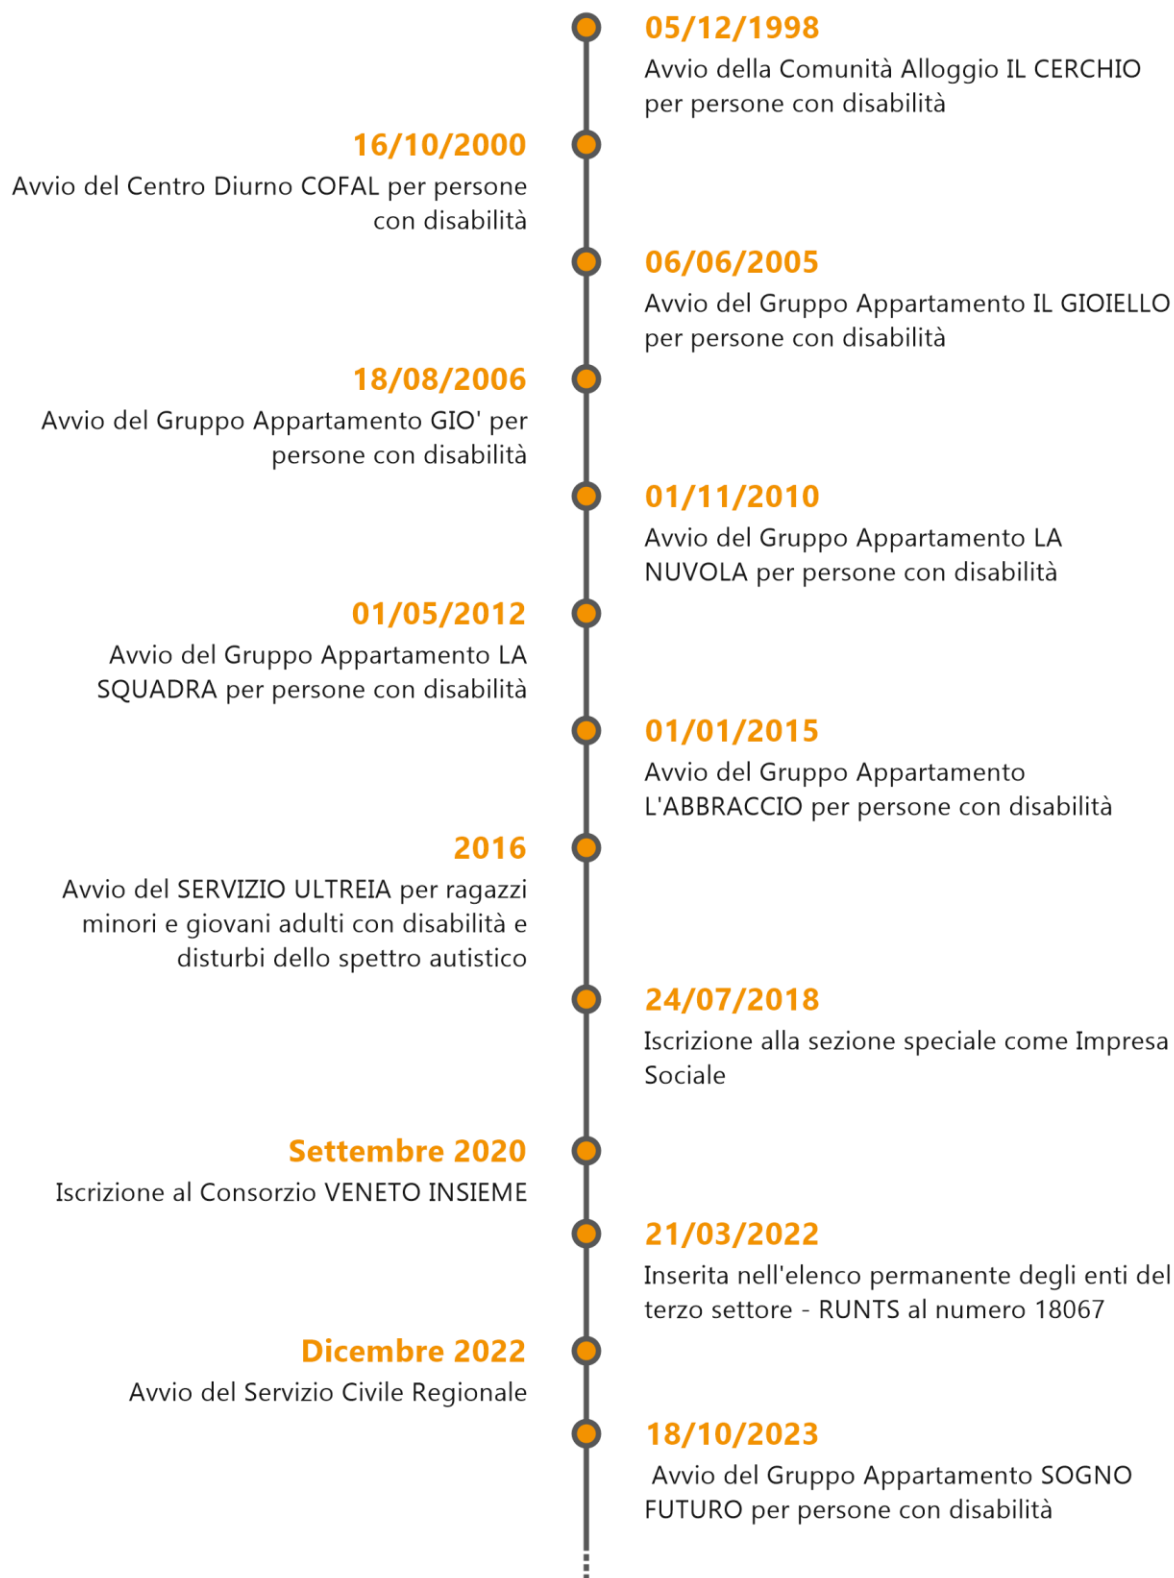 05/12/1998
Avvio della Comunità Alloggio IL CERCHIO
per persone con disabilità
16/10/2000
Avvio del Centro Diurno COFAL per persone
con disabilità
06/06/2005
Avvio del Gruppo Appartamento IL GIOIELLO
per persone con disabilità
18/08/2006
Avvio del Gruppo Appartamento GIO' per
persone con disabilità
01/11/2010
Avvio del Gruppo Appartamento LA
NUVOLA per persone con disabilità
01/05/2012
Avvio del Gruppo Appartamento LA
SQUADRA per persone con disabilità
01/01/2015
Avvio del Gruppo Appartamento
L'ABBRACCIO per persone con disabilità
2016
Avvio del SERVIZIO ULTREIA per ragazzi
minori e giovani adulti con disabilità e
disturbi dello spettro autistico
24/07/2018
Iscrizione alla sezione speciale come Impresa
Sociale
Settembre 2020
Iscrizione al Consorzio VENETO INSIEME
21/03/2022
Inserita nell'elenco permanente degli enti del
terzo settore - RUNTS al numero 18067
Dicembre 2022
Avvio del Servizio Civile Regionale
18/10/2023
Avvio del Gruppo Appartamento SOGNO
FUTURO per persone con disabilità